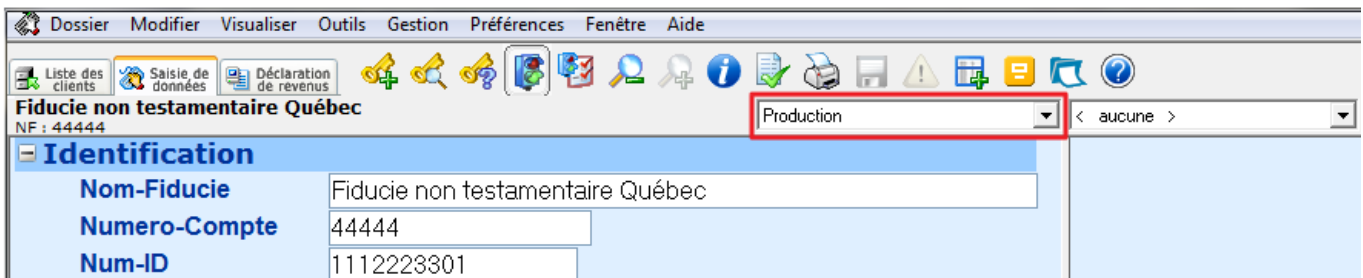 Dossier Modifier Visualiser Outils Gestion Préférences Fenêtre Aide
Liste des clients Saisie de données Déclaration de revenus
Fiducie non testamentaire Québec
NF : 44444
Production < aucune >
Identification
Nom-Fiducie Fiducie non testamentaire Québec
Numero-Compte 44444
Num-ID 1112223301